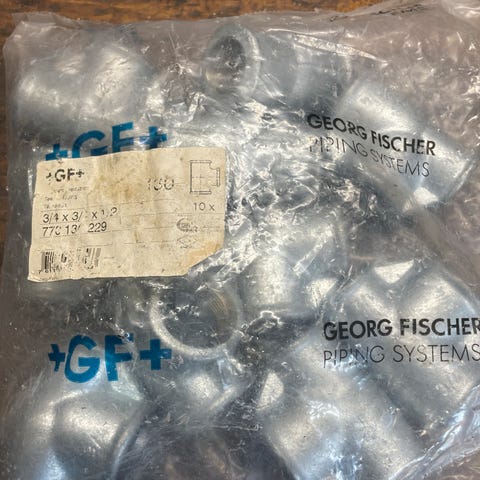 +GF+
GEORG FISCHER
PIPING SYSTEMS
+GF+
130
10 x
3/4 x 3/4 x 1/2
770 130 229
GEORG FISCHER
PIPING SYSTEMS
+GF+